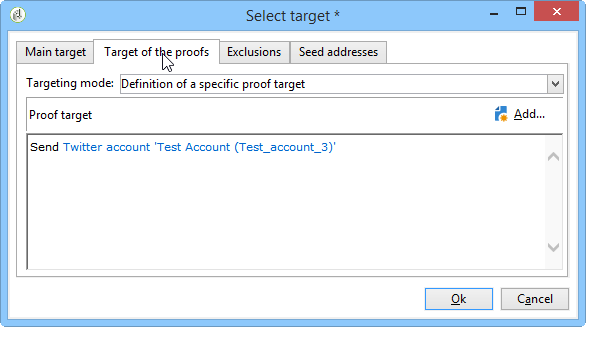 Select target *
Main target Target of the proofs Exclusions Seed addresses
Targeting mode: Definition of a specific proof target
Proof target Add...
Send Twitter account 'Test Account (Test_account_3)'
Ok Cancel